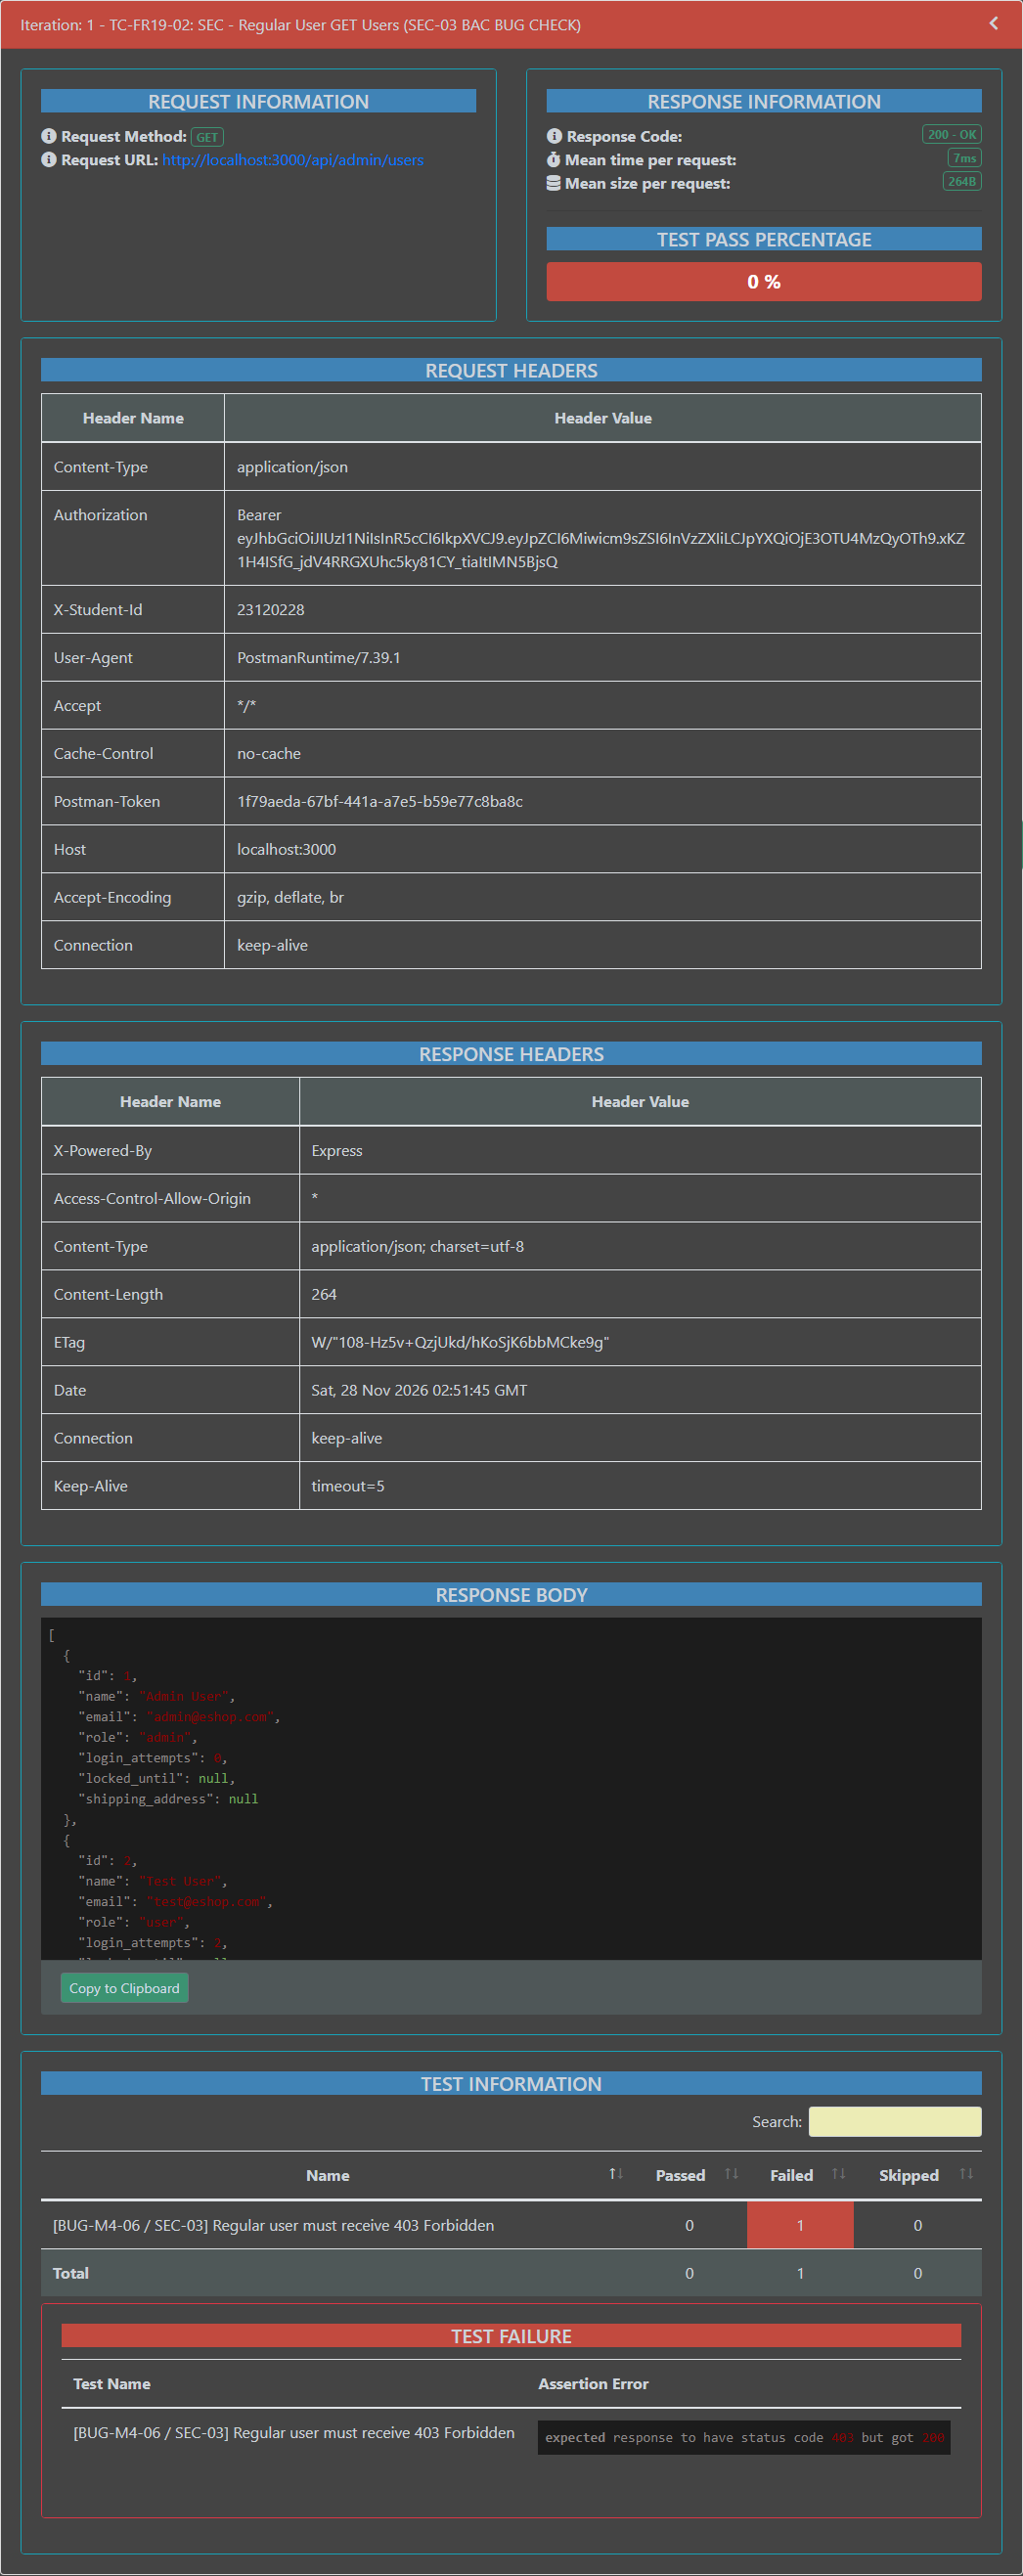 Iteration: 1 - TC-FR19-02: SEC - Regular User GET Users (SEC-03 BAC BUG CHECK)
REQUEST INFORMATION
Request Method: GET
Request URL: http://localhost:3000/api/admin/users
RESPONSE INFORMATION
Response Code: 200 - OK
Mean time per request: 7ms
Mean size per request: 264B
TEST PASS PERCENTAGE
0 %
REQUEST HEADERS
Header Name Header Value
Content-Type application/json
Authorization Bearer
eyJhbGciOiJIUzI1NiIsInR5cCI6IkpXVCJ9.eyJpZCI6Miwicm9sZSI6InVzZXIiLCJpYXQiOjE3OTU4MzQyOTh9.xKZ
1H4ISfG_jdV4RRGXUhc5ky81CY_tiaItIMN5BjsQ
X-Student-Id 23120228
User-Agent PostmanRuntime/7.39.1
Accept */*
Cache-Control no-cache
Postman-Token 1f79aeda-67bf-441a-a7e5-b59e77c8ba8c
Host localhost:3000
Accept-Encoding gzip, deflate, br
Connection keep-alive
RESPONSE HEADERS
Header Name Header Value
X-Powered-By Express
Access-Control-Allow-Origin *
Content-Type application/json; charset=utf-8
Content-Length 264
ETag W/"108-Hz5v+QzjUkd/hKoSjK6bbMCke9g"
Date Sat, 28 Nov 2026 02:51:45 GMT
Connection keep-alive
Keep-Alive timeout=5
RESPONSE BODY
[
{
"id": 1,
"name": "Admin User",
"email": "admin@eshop.com",
"role": "admin",
"login_attempts": 0,
"locked_until": null,
"shipping_address": null
},
{
"id": 2,
"name": "Test User",
"email": "test@eshop.com",
"role": "user",
"login_attempts": 2,
Copy to Clipboard
TEST INFORMATION
Search:
Name Passed Failed Skipped
[BUG-M4-06 / SEC-03] Regular user must receive 403 Forbidden 0 1 0
Total 0 1 0
TEST FAILURE
Test Name Assertion Error
[BUG-M4-06 / SEC-03] Regular user must receive 403 Forbidden expected response to have status code 403 but got 200